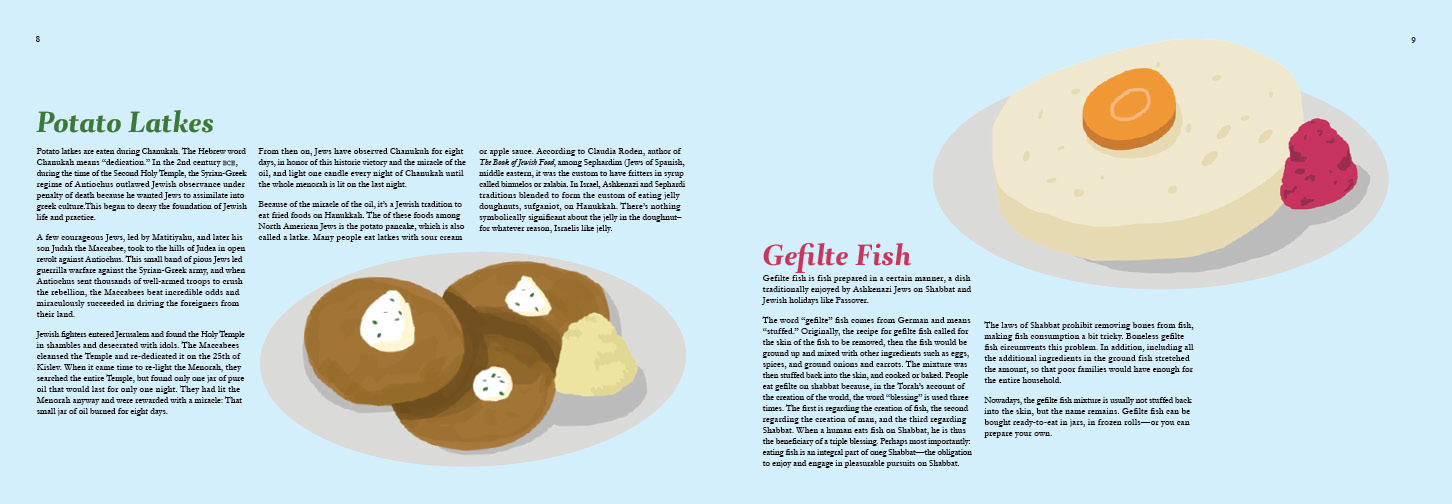 8
Potato Latkes
Potato latkes are eaten during Chanukah. The Hebrew word
Chanukah means “dedication.” In the 2nd century BCE,
during the time of the Second Holy Temple, the Syrian-Greek
regime of Antiochus outlawed Jewish observance under
penalty of death because he wanted Jews to assimilate into
greek culture.This began to decay the foundation of Jewish
life and practice.
A few courageous Jews, led by Matitiyahu, and later his
son Judah the Maccabee, took to the hills of Judea in open
revolt against Antiochus. This small band of pious Jews led
guerrilla warfare against the Syrian-Greek army, and when
Antiochus sent thousands of well-armed troops to crush
the rebellion, the Maccabees beat incredible odds and
miraculously succeeded in driving the foreigners from
their land.
Jewish fighters entered Jerusalem and found the Holy Temple
in shambles and desecrated with idols. The Maccabees
cleansed the Temple and re-dedicated it on the 25th of
Kislev. When it came time to re-light the Menorah, they
searched the entire Temple, but found only one jar of pure
oil that would last for only one night. They had lit the
Menorah anyway and were rewarded with a miracle: That
small jar of oil burned for eight days.
From then on, Jews have observed Chanukuh for eight
days, in honor of this historic victory and the miracle of the
oil, and light one candle every night of Chanukah until
the whole menorah is lit on the last night.
Because of the miracle of the oil, it’s a Jewish tradition to
eat fried foods on Hanukkah. The of these foods among
North American Jews is the potato pancake, which is also
called a latke. Many people eat latkes with sour cream
or apple sauce. According to Claudia Roden, author of
The Book of Jewish Food, among Sephardim (Jews of Spanish,
middle eastern, it was the custom to have fritters in syrup
called bimuelos or zalabia. In Israel, Ashkenazi and Sephardi
traditions blended to form the custom of eating jelly
doughnuts, sufganiot, on Hanukkah. There’s nothing
symbolically significant about the jelly in the doughnut–
for whatever reason, Israelis like jelly.
9
Gefilte Fish
Gefilte fish is fish prepared in a certain manner, a dish
traditionally enjoyed by Ashkenazi Jews on Shabbat and
Jewish holidays like Passover.
The word “gefilte” fish comes from German and means
“stuffed.” Originally, the recipe for gefilte fish called for
the skin of the fish to be removed, then the fish would be
ground up and mixed with other ingredients such as eggs,
spices, and ground onions and carrots. The mixture was
then stuffed back into the skin, and cooked or baked. People
eat gefilte on shabbat because, in the Torah’s account of
the creation of the world, the word “blessing” is used three
times. The first is regarding the creation of fish, the second
regarding the creation of man, and the third regarding
Shabbat. When a human eats fish on Shabbat, he is thus
the beneficiary of a triple blessing. Perhaps most importantly:
eating fish is an integral part of oneg Shabbat—the obligation
to enjoy and engage in pleasurable pursuits on Shabbat.
The laws of Shabbat prohibit removing bones from fish,
making fish consumption a bit tricky. Boneless gefilte
fish circumvents this problem. In addition, including all
the additional ingredients in the ground fish stretched
the amount, so that poor families would have enough for
the entire household.
Nowadays, the gefilte fish mixture is usually not stuffed back
into the skin, but the name remains. Gefilte fish can be
bought ready-to-eat in jars, in frozen rolls—or you can
prepare your own.